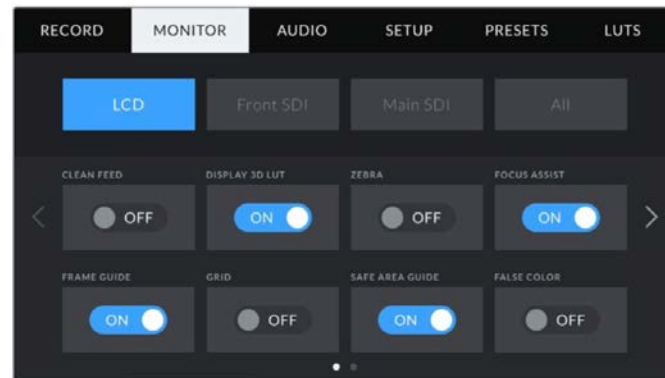 RECORD MONITOR AUDIO SETUP PRESETS LUTS
LCD Front SDI Main SDI All
CLEAN FEED DISPLAY 3D LUT ZEBRA FOCUS ASSIST
OFF ON OFF ON
FRAME GUIDE GRID SAFE AREA GUIDE FALSE COLOR
ON OFF ON OFF